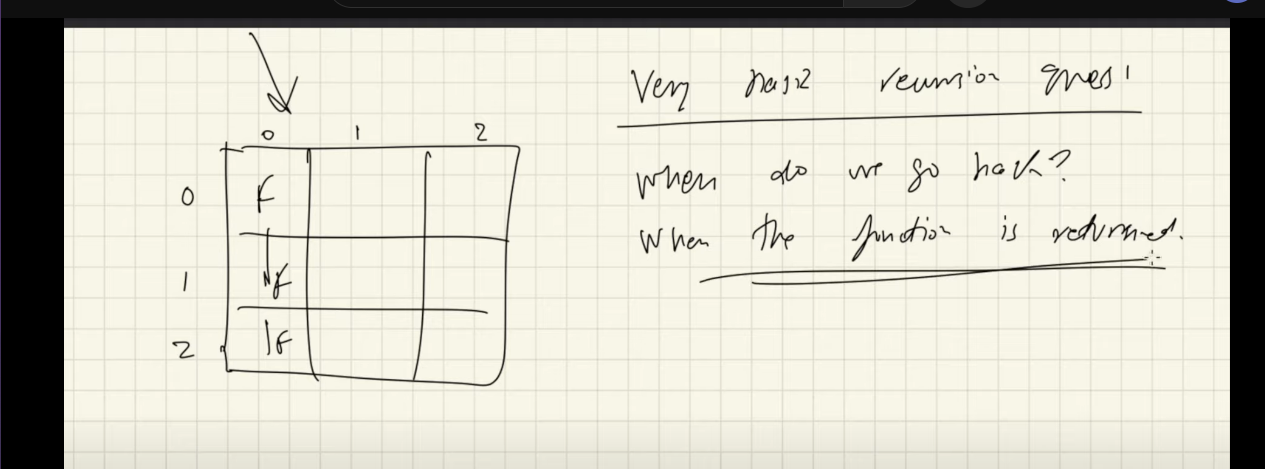 Very basic recursion ques!
0 1 2
When do we go back?
0 F
When the function is returned.
1 F
2 F